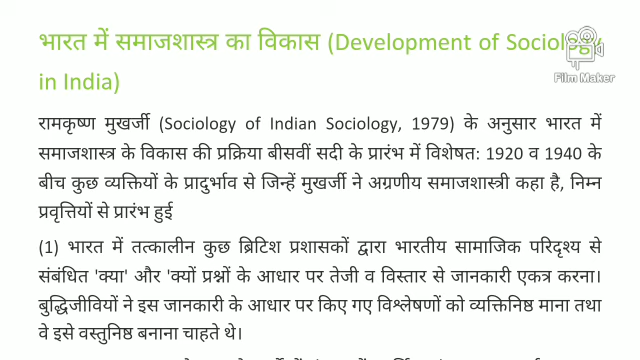 भारत में समाजशास्त्र का विकास (Development of Sociology
in India)
Film Maker
रामकृष्ण मुखर्जी (Sociology of Indian Sociology, 1979) के अनुसार भारत में
समाजशास्त्र के विकास की प्रक्रिया बीसवीं सदी के प्रारंभ में विशेषत: 1920 व 1940 के
बीच कुछ व्यक्तियों के प्रादुर्भाव से जिन्हें मुखर्जी ने अग्रणीय समाजशास्त्री कहा है, निम्न
प्रवृत्तियों से प्रारंभ हुई
(1) भारत में तत्कालीन कुछ ब्रिटिश प्रशासकों द्वारा भारतीय सामाजिक परिदृश्य से
संबंधित 'क्या' और 'क्यों प्रश्नों के आधार पर तेजी व विस्तार से जानकारी एकत्र करना।
बुद्धिजीवियों ने इस जानकारी के आधार पर किए गए विश्लेषणों को व्यक्तिनिष्ठ माना तथा
वे इसे वस्तुनिष्ठ बनाना चाहते थे।